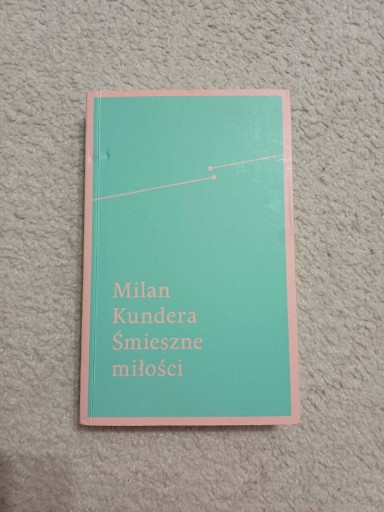 Milan
Kundera
Śmieszne
miłości